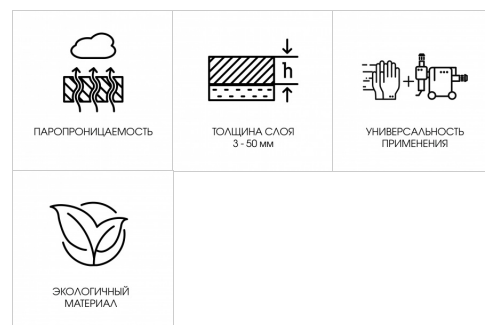 ПАРОПРОНИЦАЕМОСТЬ
h
ТОЛЩИНА СЛОЯ
3 - 50 мм
+
УНИВЕРСАЛЬНОСТЬ
ПРИМЕНЕНИЯ
ЭКОЛОГИЧНЫЙ
МАТЕРИАЛ